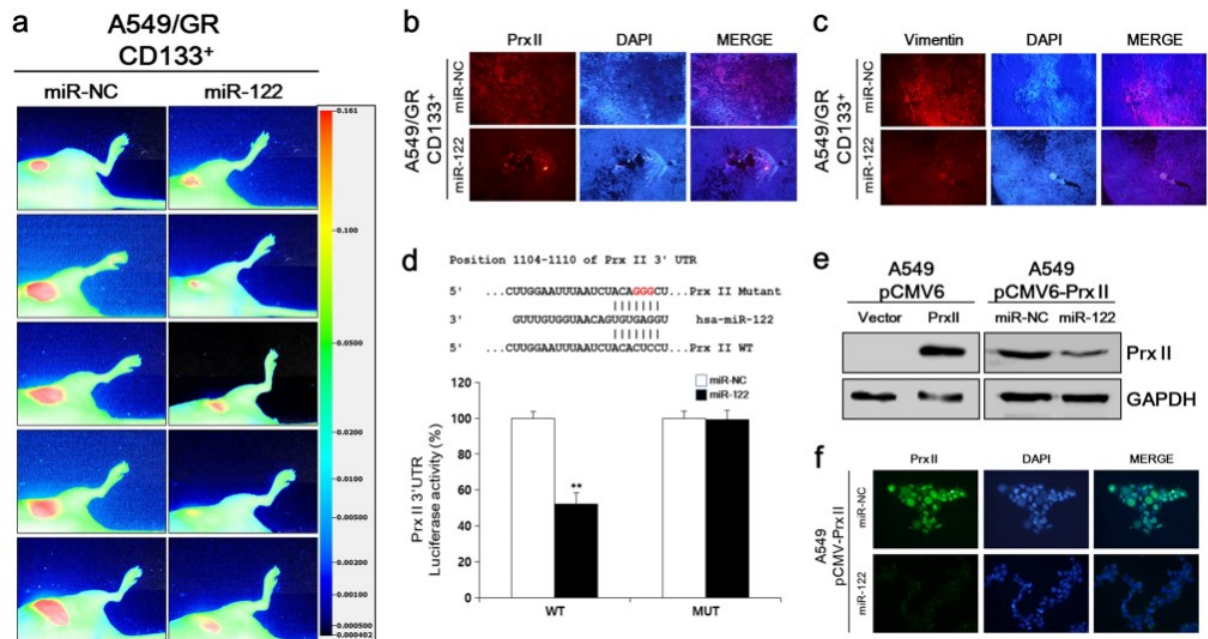 a
A549/GR
CD133+
miR-NC
miR-122
0.161
0.100
0.0500
0.0200
0.0100
0.00500
0.00100
0.000500
0.000402
b
Prx II
DAPI
MERGE
A549/GR
CD133+
miR-NC
miR-122
c
Vimentin
DAPI
MERGE
A549/GR
CD133+
miR-NC
miR-122
d
Position 1104-1110 of Prx II 3' UTR
5' ...CUUGGAAUUUAAUCUACAGGGCU...Prx II Mutant
| | | | | | |
3' GUUUGUGGUAACAGUGUGAGGU hsa-miR-122
| | | | | | |
5' ...CUUGGAAUUUAAUCUACACUCCU...Prx II WT
miR-NC
miR-122
Prx II 3'UTR
Luciferase activity (%)
120
100
80
60
40
20
0
**
WT
MUT
e
A549
pCMV6
A549
pCMV6-Prx II
Vector
PrxII
miR-NC
miR-122
Prx II
GAPDH
f
Prx II
DAPI
MERGE
A549
pCMV-Prx II
miR-NC
miR-122